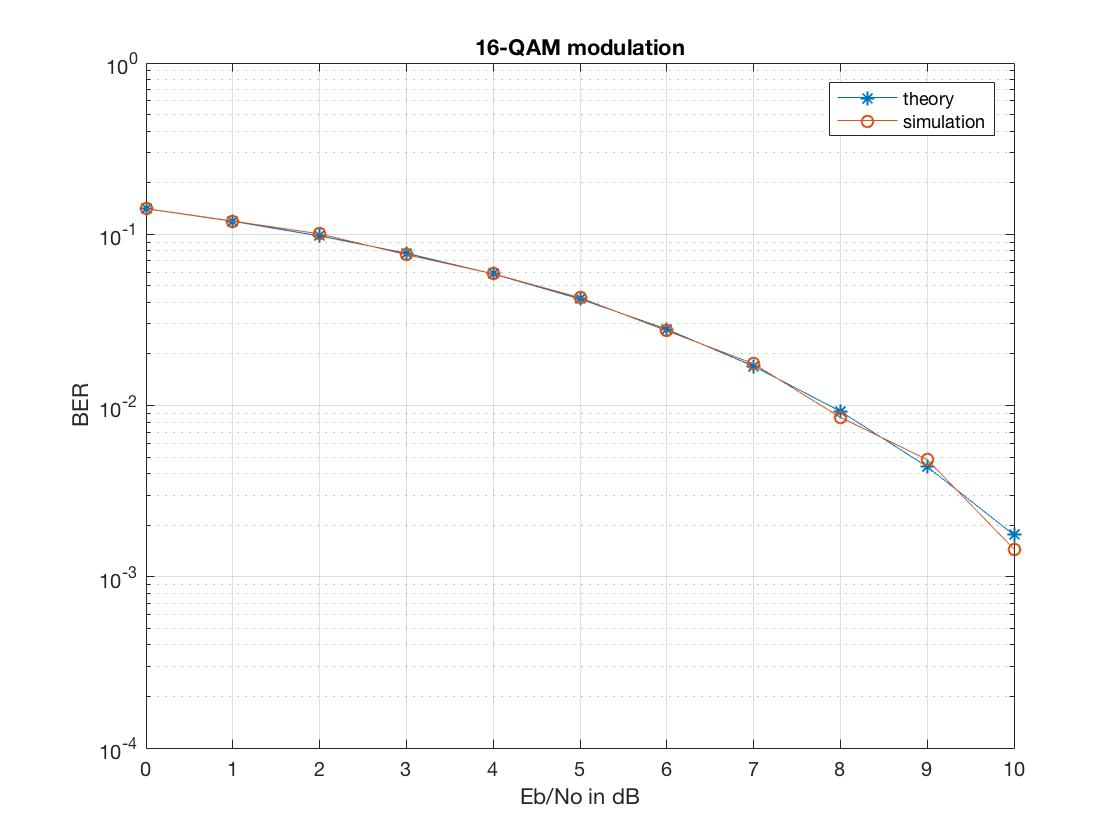 16-QAM modulation
10^0
10^-1
10^-2
10^-3
10^-4
BER
theory
simulation
0 1 2 3 4 5 6 7 8 9 10
Eb/No in dB